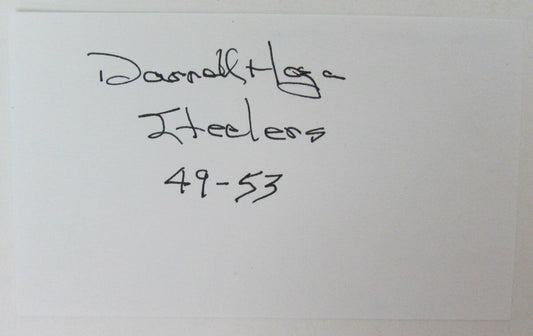 Darrell Hogan
Steelers
49-53